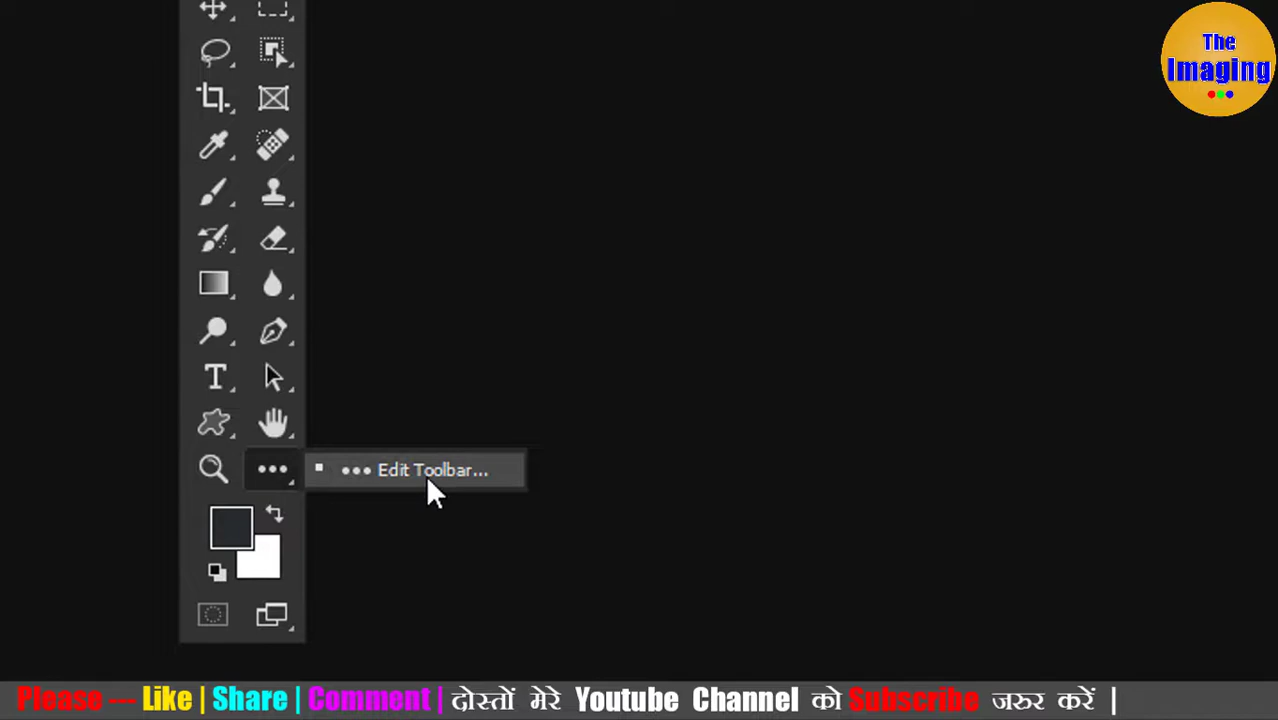 The
Imaging
Edit Toolbar...
Please --- Like | Share | Comment | दोस्तों मेरे Youtube Channel को Subscribe जरुर करें |